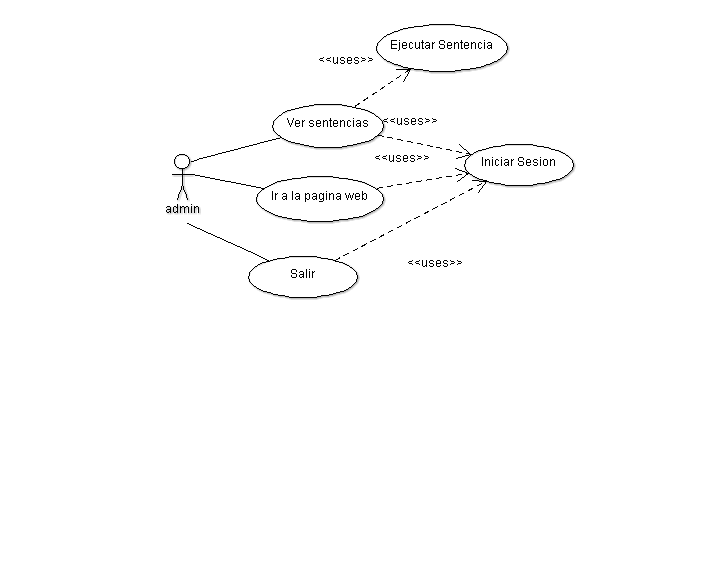 Ejecutar Sentencia
<<uses>>
Ver sentencias
<<uses>>
<<uses>>
Iniciar Sesion
Ir a la pagina web
admin
<<uses>>
Salir